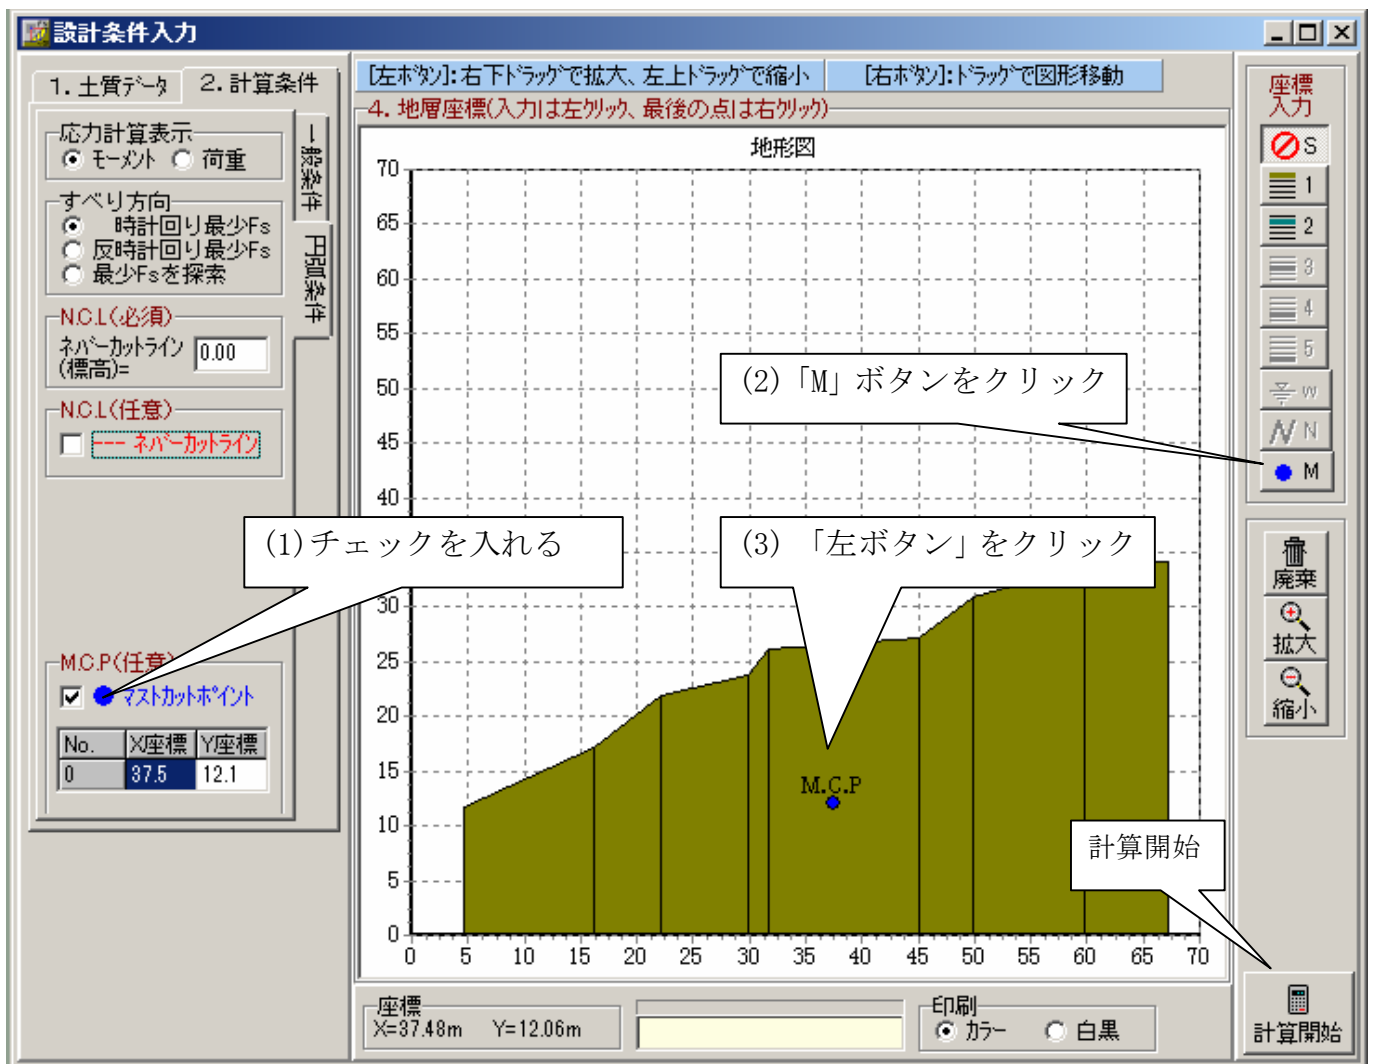 設計条件入力
1. 土質ﾃﾞｰﾀ
2. 計算条件
応力計算表示
ﾓｰﾒﾝﾄ 荷重
すべり方向
時計回り最少Fs
反時計回り最少Fs
最少Fsを探索
N.C.L(必須)
ﾈﾊﾞｰカットライン
(標高)=
0.00
N.C.L(任意)
--- ネバーカットライン
一般条件
円弧条件
(1)チェックを入れる
M.C.P(任意)
マストカットポイント
No. X座標 Y座標
0 37.5 12.1
[左ﾎﾞﾀﾝ]:右下ﾄﾞﾗｯｸﾞで拡大、左上ﾄﾞﾗｯｸﾞで縮小
[右ﾎﾞﾀﾝ]:ﾄﾞﾗｯｸﾞで図形移動
4. 地層座標(入力は左ｸﾘｯｸ、最後の点は右ｸﾘｯｸ)
地形図
70
65
60
55
50
45
40
30
25
20
15
10
5
0
0 5 10 15 20 25 30 35 40 45 50 55 60 65 70
(2)「M」ボタンをクリック
(3) 「左ボタン」をクリック
M.C.P
計算開始
座標
X=37.48m Y=12.06m
印刷
ｶﾗｰ 白黒
座標
入力
S
1
2
3
4
5
W
N
M
廃棄
拡大
縮小
計算開始